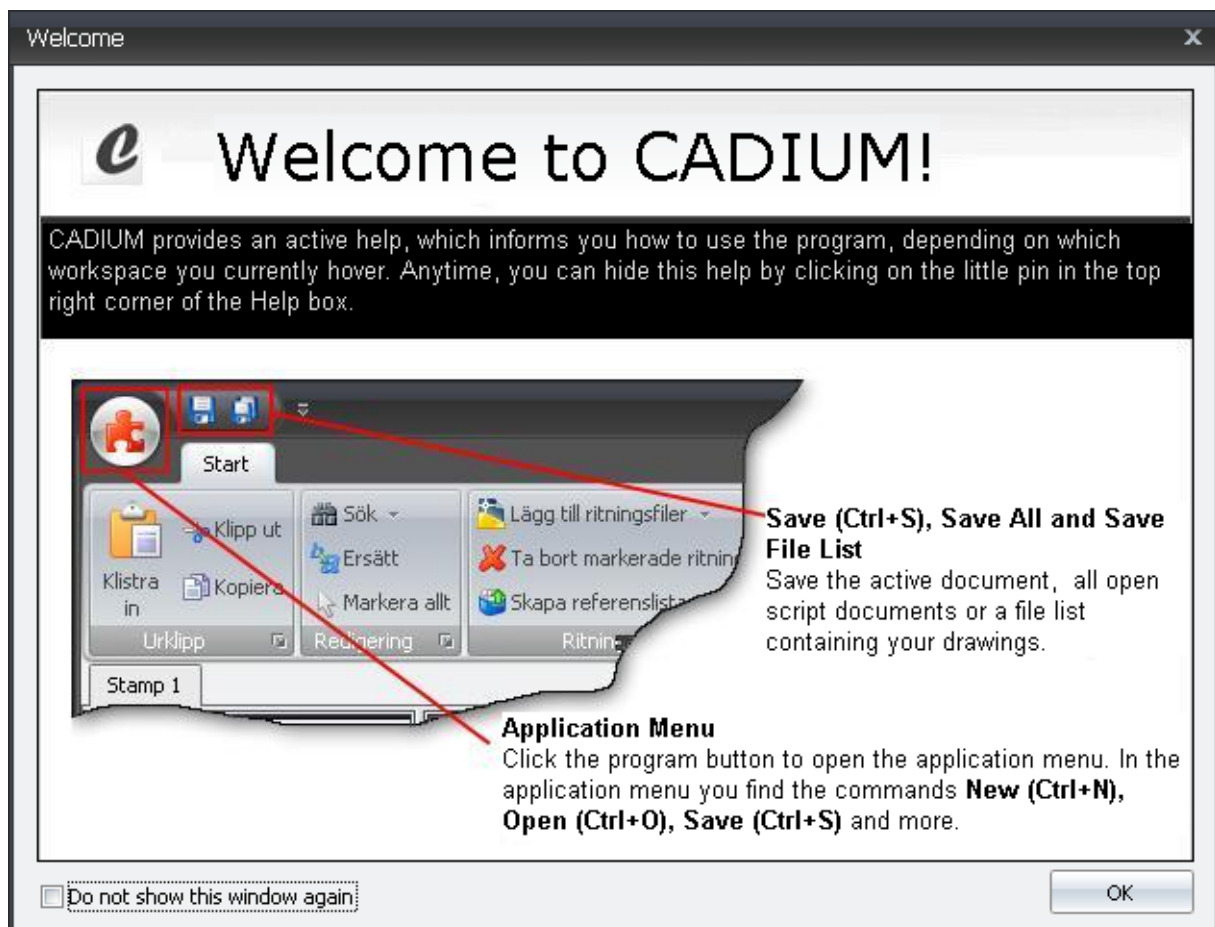 Welcome
x
e
Welcome to CADIUM!
CADIUM provides an active help, which informs you how to use the program, depending on which
workspace you currently hover. Anytime, you can hide this help by clicking on the little pin in the top
right corner of the Help box.
Start
Klistra
in
Klipp ut
Kopiera
Urklipp
Sök
Ersätt
Markera allt
Redigering
Lägg till ritningsfiler
Ta bort markerade
Skapa referenslista
Stamp 1
Save (Ctrl+S), Save All and Save
File List
Save the active document, all open
script documents or a file list
containing your drawings.
Application Menu
Click the program button to open the application menu. In the
application menu you find the commands New (Ctrl+N),
Open (Ctrl+O), Save (Ctrl+S) and more.
Do not show this window again
OK